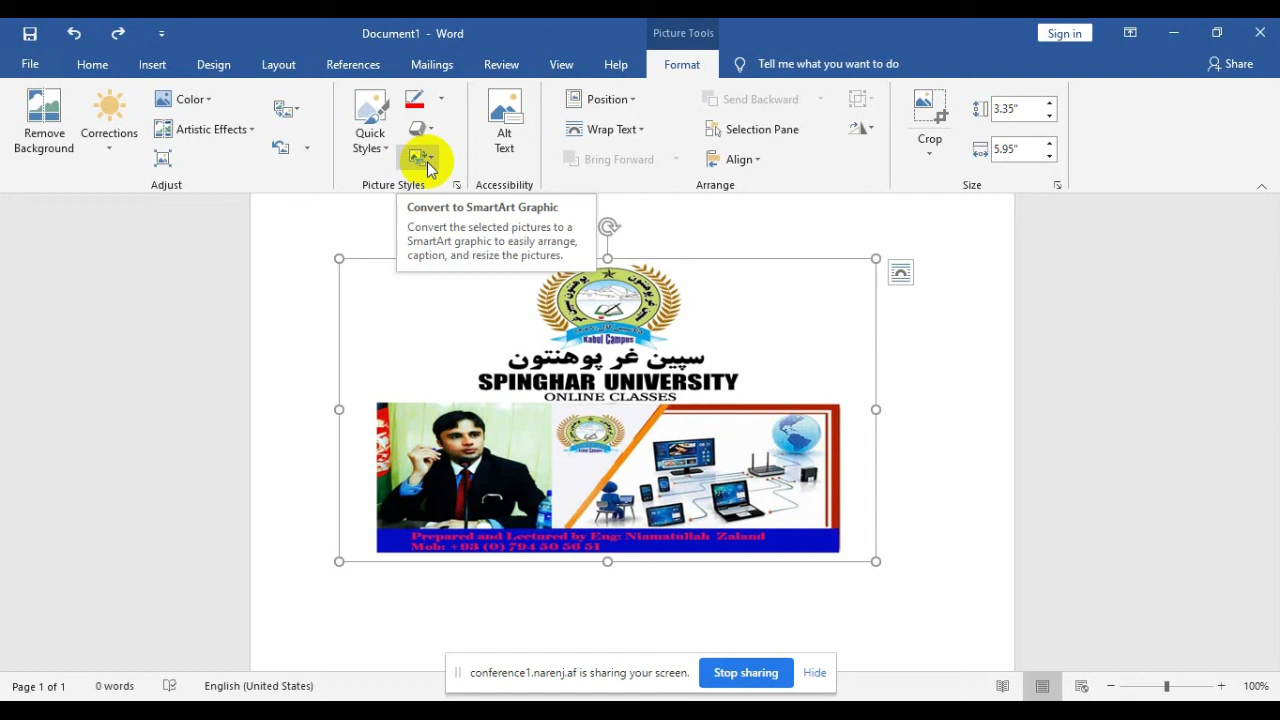 Document1 - Word
Picture Tools
Sign in
File
Home
Insert
Design
Layout
References
Mailings
Review
View
Help
Format
Tell me what you want to do
Share
Remove
Background
Corrections
Color
Artistic Effects
Adjust
Quick
Styles
Picture Styles
Alt
Text
Accessibility
Position
Wrap Text
Bring Forward
Send Backward
Selection Pane
Align
Arrange
Crop
3.35"
5.95"
Size
Convert to SmartArt Graphic
Convert the selected pictures to a
SmartArt graphic to easily arrange,
caption, and resize the pictures.
Kabul Campus
سپین غر پوهنتون
SPINGHAR UNIVERSITY
ONLINE CLASSES
Prepared and Lectured by Eng: Niamatullah Zaland
Mob: +93 (0) 794 50 56 51
conference1.narenj.af is sharing your screen.
Stop sharing
Hide
Page 1 of 1
0 words
English (United States)
100%